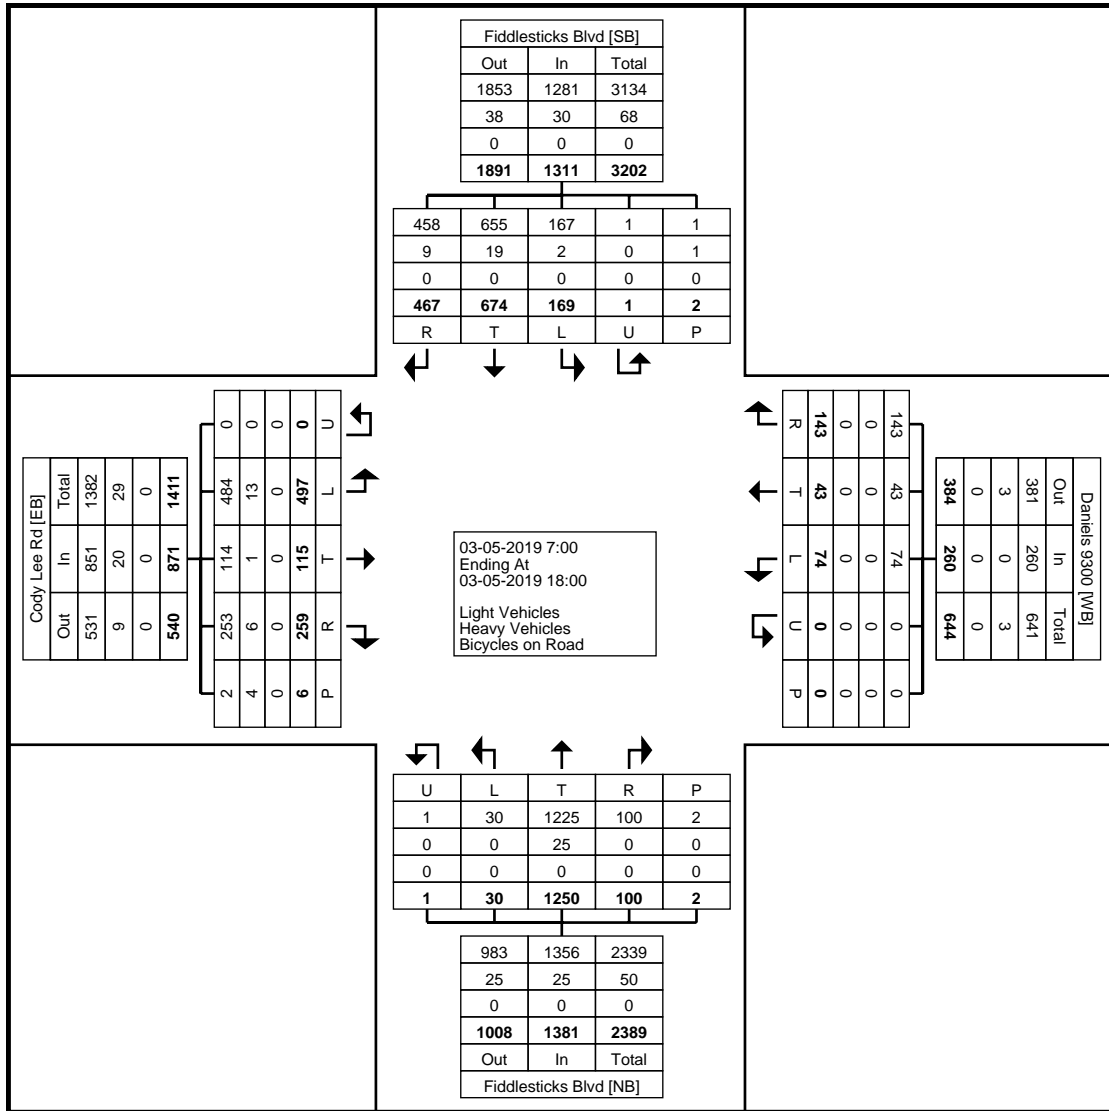 Fiddlesticks Blvd [SB]
Out In Total
1853 1281 3134
38 30 68
0 0 0
1891 1311 3202
458 655 167 1 1
9 19 2 0 1
0 0 0 0 0
467 674 169 1 2
R T L U P
Cody Lee Rd [EB]
Total 1382 29 0 1411
In 851 20 0 871
Out 531 9 0 540
0 0 0 0 U
484 13 0 497 L
114 1 0 115 T
253 6 0 259 R
2 4 0 6 P
03-05-2019 7:00
Ending At
03-05-2019 18:00
Light Vehicles
Heavy Vehicles
Bicycles on Road
R 143 0 0 143
T 43 0 0 43
L 74 0 0 74
U 0 0 0 0
P 0 0 0 0
384 0 3 381 Out
260 0 0 260 In
644 0 3 641 Total
Daniels 9300 [WB]
U L T R P
1 30 1225 100 2
0 0 25 0 0
0 0 0 0 0
1 30 1250 100 2
983 1356 2339
25 25 50
0 0 0
1008 1381 2389
Out In Total
Fiddlesticks Blvd [NB]